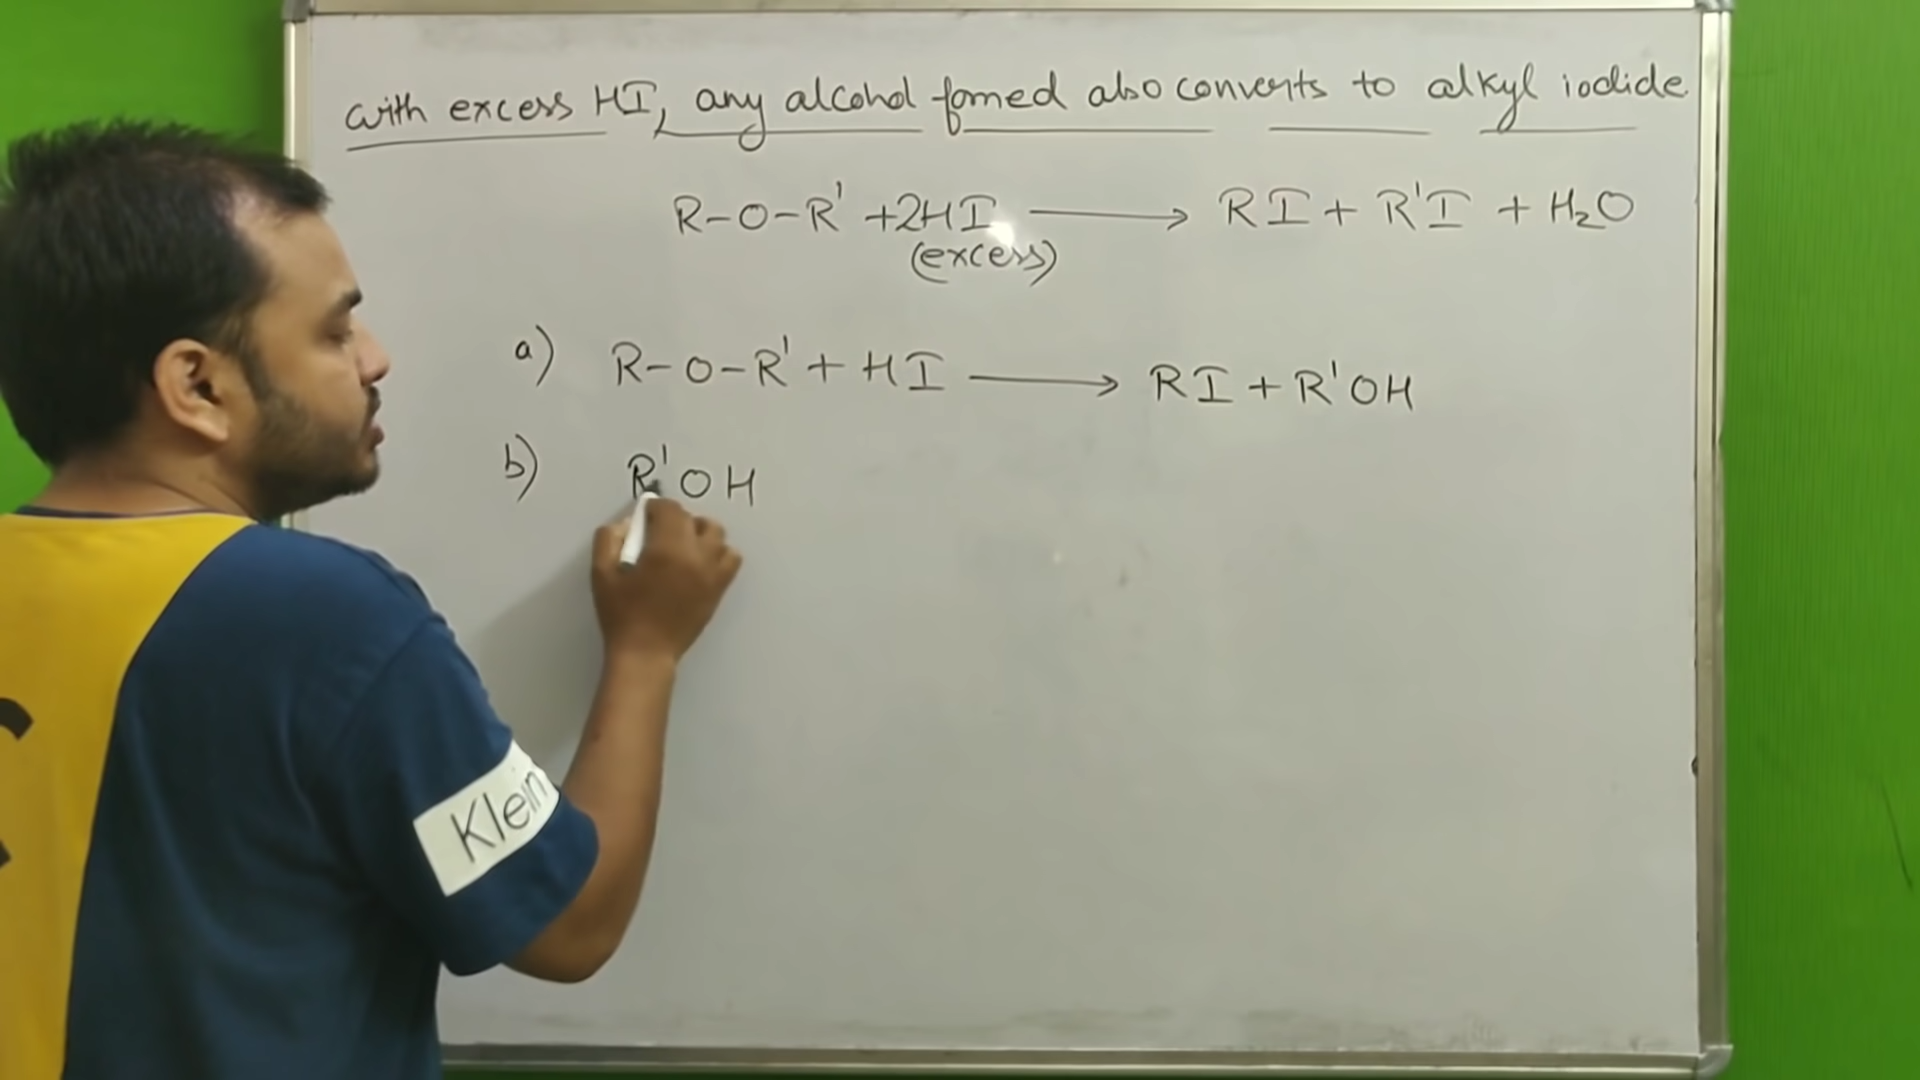 with excess HI, any alcohol fomed also converts to alkyl iodide
R-O-R' +2HI ⟶ RI + R'I + H₂O
(excess)
a) R-O-R' + HI ⟶ RI + R'OH
b) R'OH
Klein